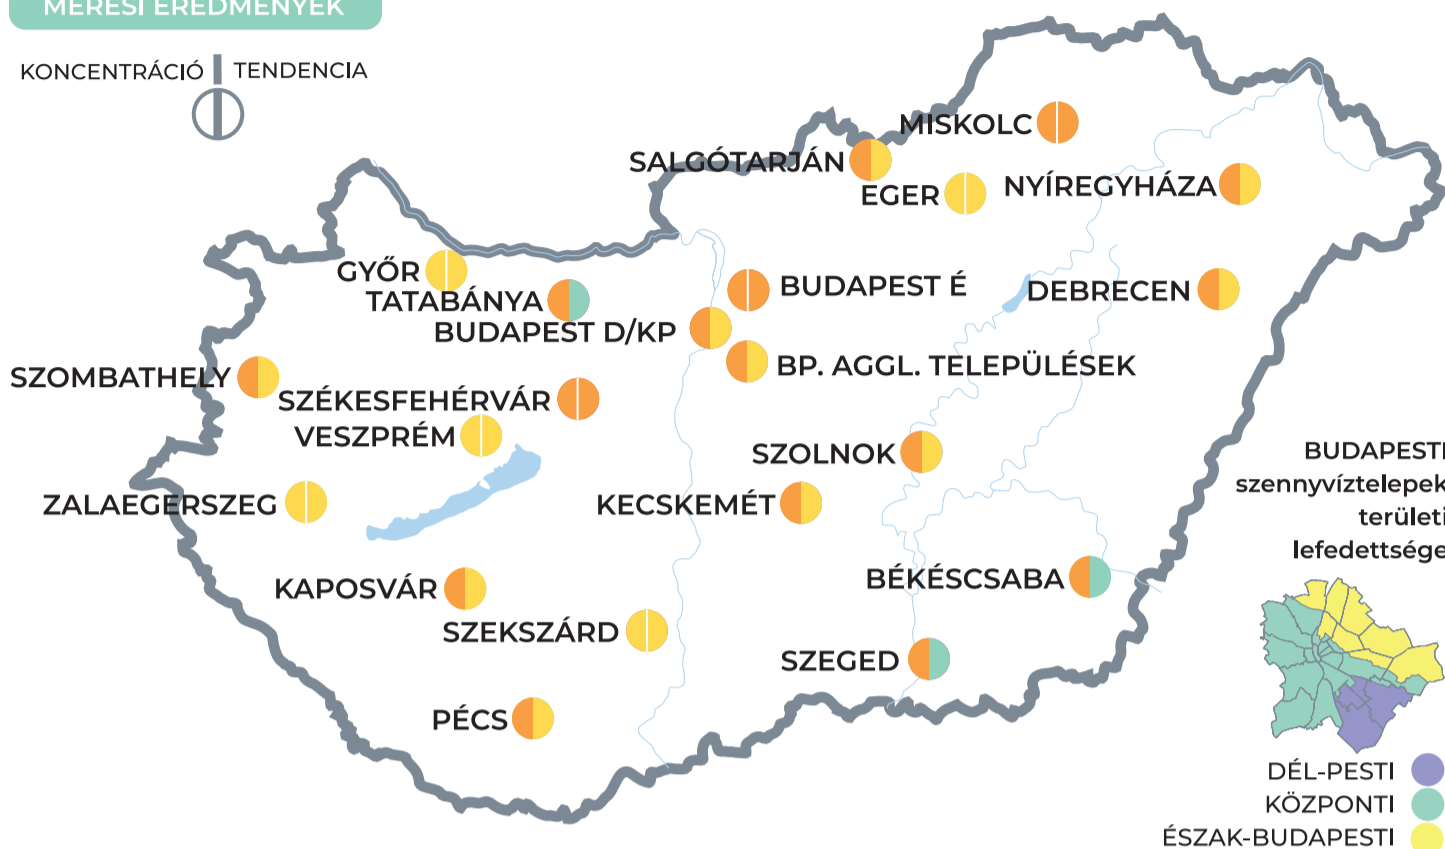 MÉRÉSI EREDMÉNYEK
KONCENTRÁCIÓ TENDENCIA
MISKOLC
SALGÓTARJÁN
EGER
NYÍREGYHÁZA
GYŐR
TATABÁNYA
BUDAPEST É
DEBRECEN
BUDAPEST D/KP
BP. AGGL. TELEPÜLÉSEK
SZOMBATHELY
SZÉKESFEHÉRVÁR
VESZPRÉM
SZOLNOK
ZALAEGERSZEG
KECSKEMÉT
BUDAPESTI
szennyvíztelepek
területi
lefedettsége
KAPOSVÁR
BÉKÉSCSABA
SZEKSZÁRD
SZEGED
PÉCS
DÉL-PESTI
KÖZPONTI
ÉSZAK-BUDAPESTI